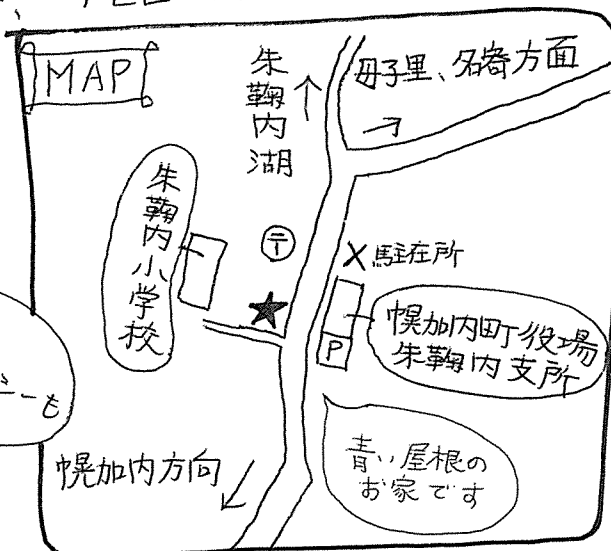 MAP
朱鞠内湖
母子里、名寄方面
朱鞠内小学校
〒
X駐在所
幌加内町役場
朱鞠内支所
P
幌加内方向
青い屋根の
お家です